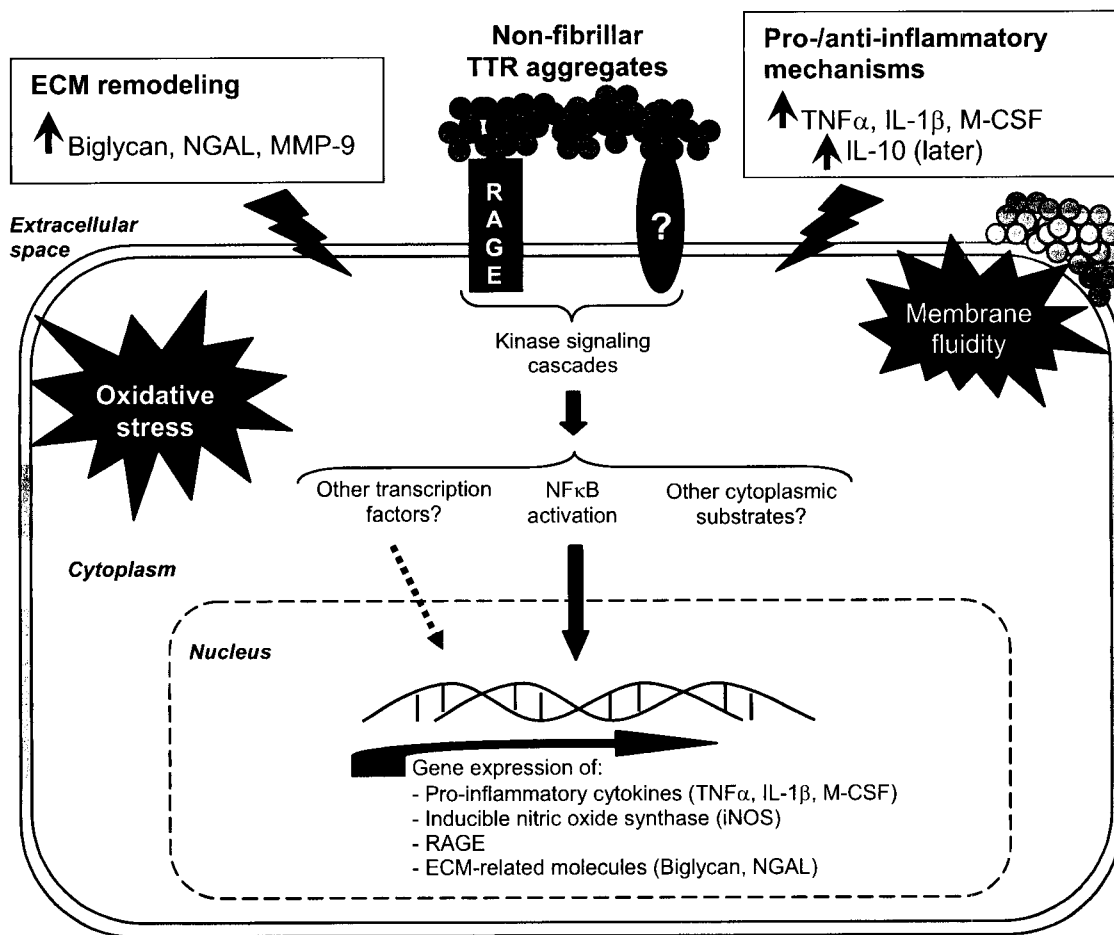 Non-fibrillar
TTR aggregates
ECM remodeling
Biglycan, NGAL, MMP-9
Pro-/anti-inflammatory
mechanisms
TNFα, IL-1β, M-CSF
IL-10 (later)
Extracellular
space
RAGE
?
Membrane
fluidity
Oxidative
stress
Kinase signaling
cascades
Other transcription
factors?
NFκB
activation
Other cytoplasmic
substrates?
Cytoplasm
Nucleus
Gene expression of:
- Pro-inflammatory cytokines (TNFα, IL-1β, M-CSF)
- Inducible nitric oxide synthase (iNOS)
- RAGE
- ECM-related molecules (Biglycan, NGAL)